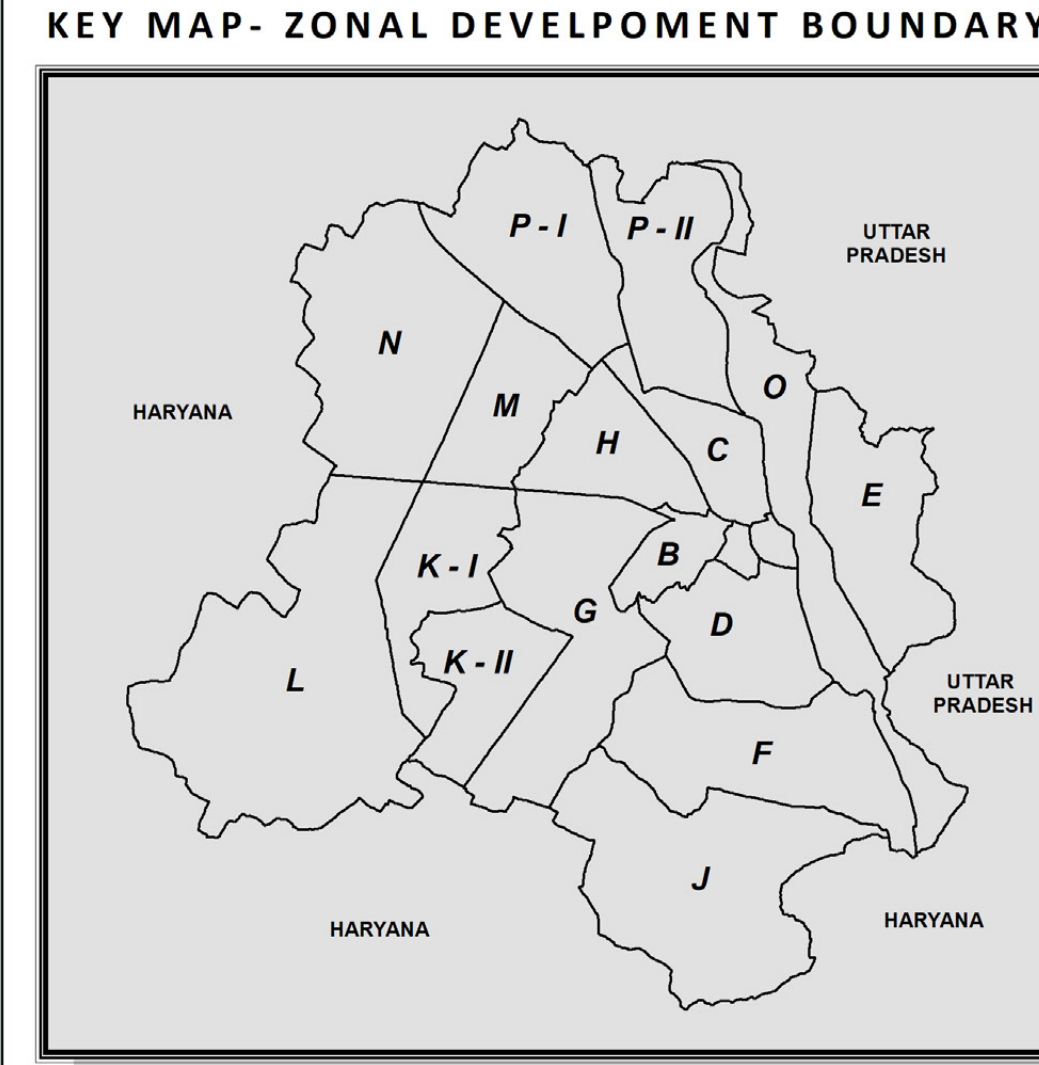 KEY MAP- ZONAL DEVELPOMENT BOUNDARY
P - I
P - II
UTTAR
PRADESH
N
O
M
HARYANA
H
C
E
B
K - I
G
D
K - II
L
UTTAR
PRADESH
F
J
HARYANA
HARYANA